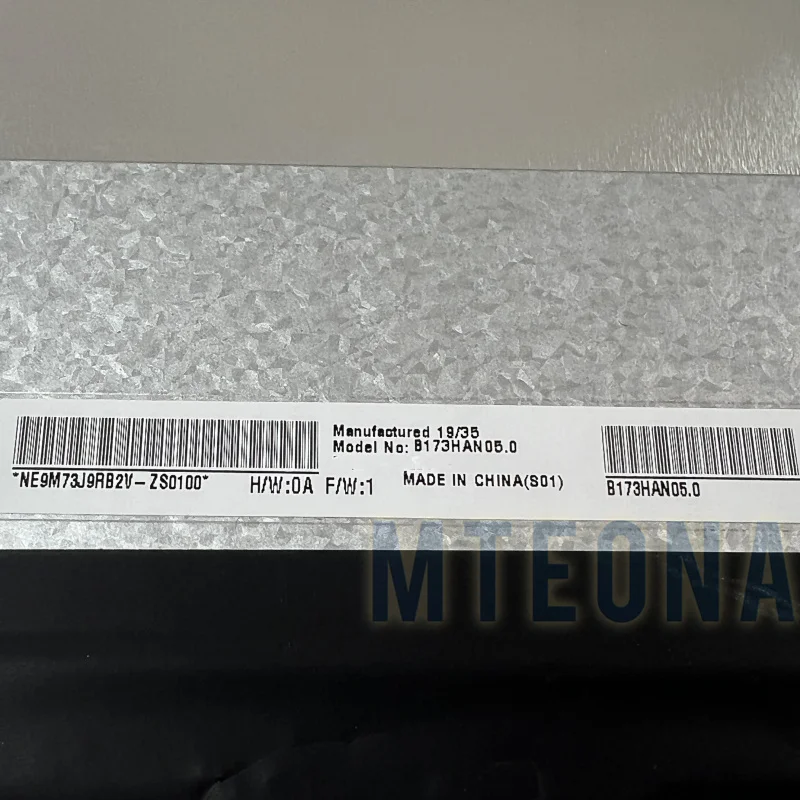 Manufactured 19/35
Model No: B173HAN05.0
*NE9M73J9RB2V-ZS0100*
H/W:0A F/W:1
MADE IN CHINA(S01)
B173HAN05.0
MTEONA